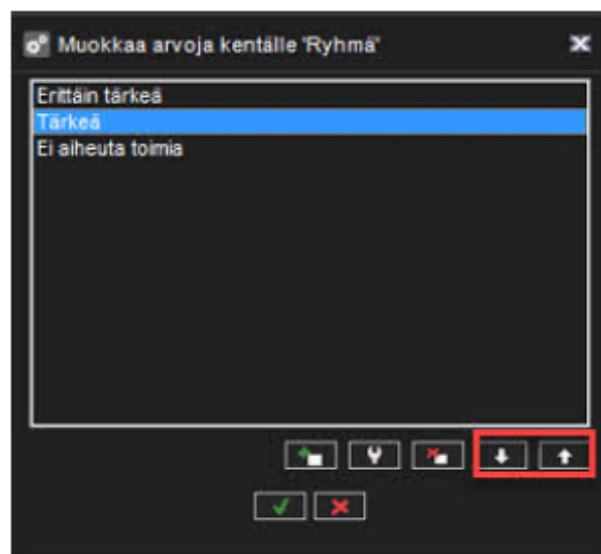 Muokkaa arvoja kentälle 'Ryhmä'
Erittäin tärkeä
Tärkeä
Ei aiheuta toimia